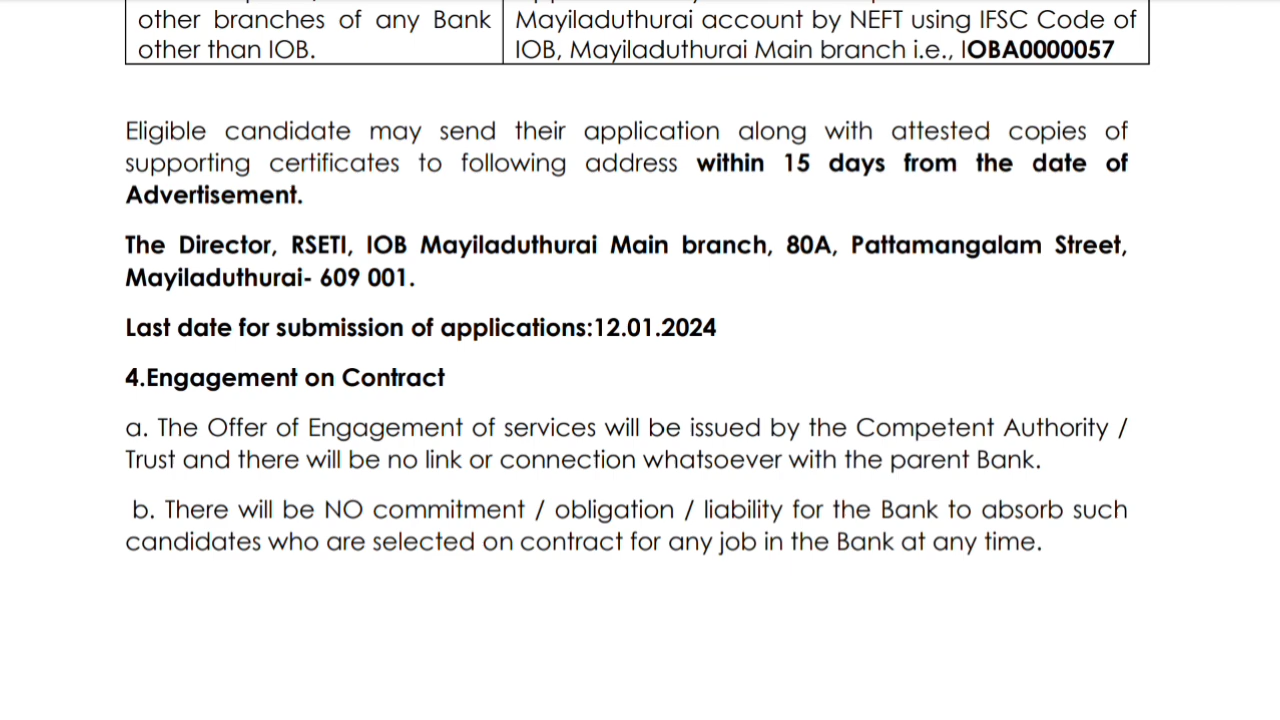 other branches of any Bank
other than IOB.
Mayiladuthurai account by NEFT using IFSC Code of
IOB, Mayiladuthurai Main branch i.e., IOBA0000057
Eligible candidate may send their application along with attested copies of
supporting certificates to following address within 15 days from the date of
Advertisement.
The Director, RSETI, IOB Mayiladuthurai Main branch, 80A, Pattamangalam Street,
Mayiladuthurai- 609 001.
Last date for submission of applications:12.01.2024
4.Engagement on Contract
a. The Offer of Engagement of services will be issued by the Competent Authority /
Trust and there will be no link or connection whatsoever with the parent Bank.
b. There will be NO commitment / obligation / liability for the Bank to absorb such
candidates who are selected on contract for any job in the Bank at any time.